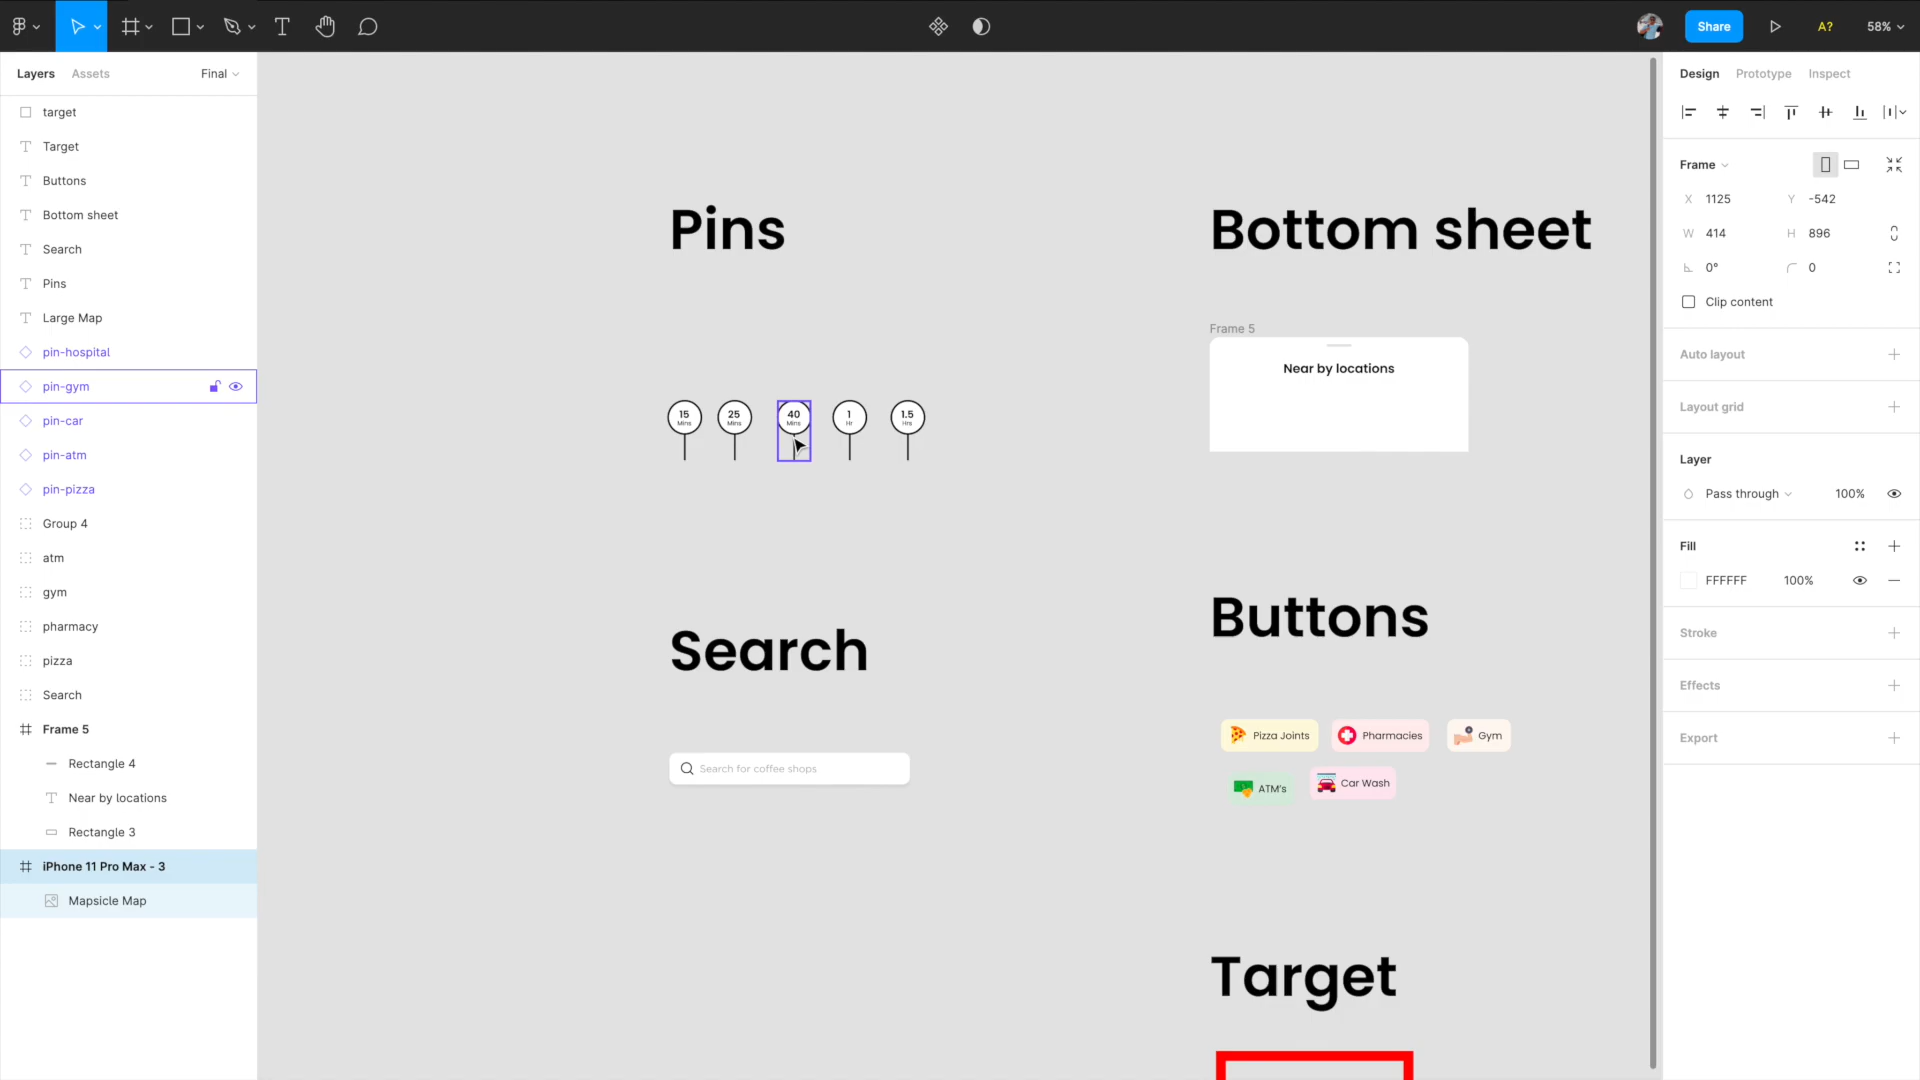 Share
A?
58%
Layers
Assets
Final
target
Target
Buttons
Bottom sheet
Search
Pins
Large Map
pin-hospital
pin-gym
pin-car
pin-atm
pin-pizza
Group 4
atm
gym
pharmacy
pizza
Search
Frame 5
Rectangle 4
Near by locations
Rectangle 3
iPhone 11 Pro Max - 3
Mapsicle Map
Pins
15
Mins
25
Mins
40
Mins
1
Hr
1.5
Hrs
Search
Search for coffee shops
Bottom sheet
Frame 5
Near by locations
Buttons
Pizza Joints
Pharmacies
Gym
ATM's
Car Wash
Target
Design
Prototype
Inspect
Frame
X 1125
Y -542
W 414
H 896
0°
0
Clip content
Auto layout
Layout grid
Layer
Pass through
100%
Fill
FFFFFF
100%
Stroke
Effects
Export